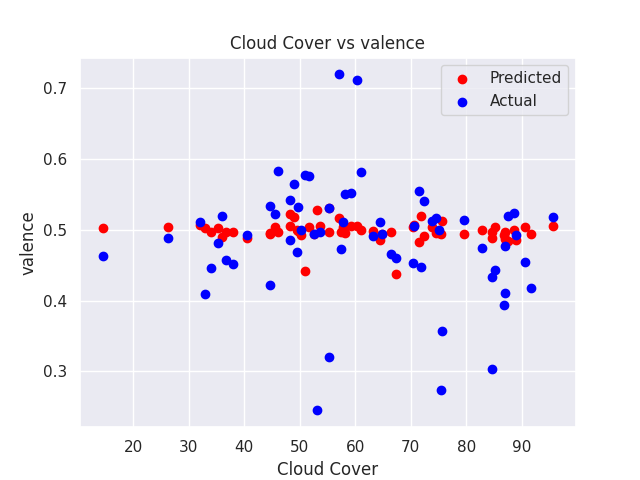 Cloud Cover vs valence
Predicted
Actual
0.7
0.6
0.5
0.4
0.3
valence
20 30 40 50 60 70 80 90
Cloud Cover